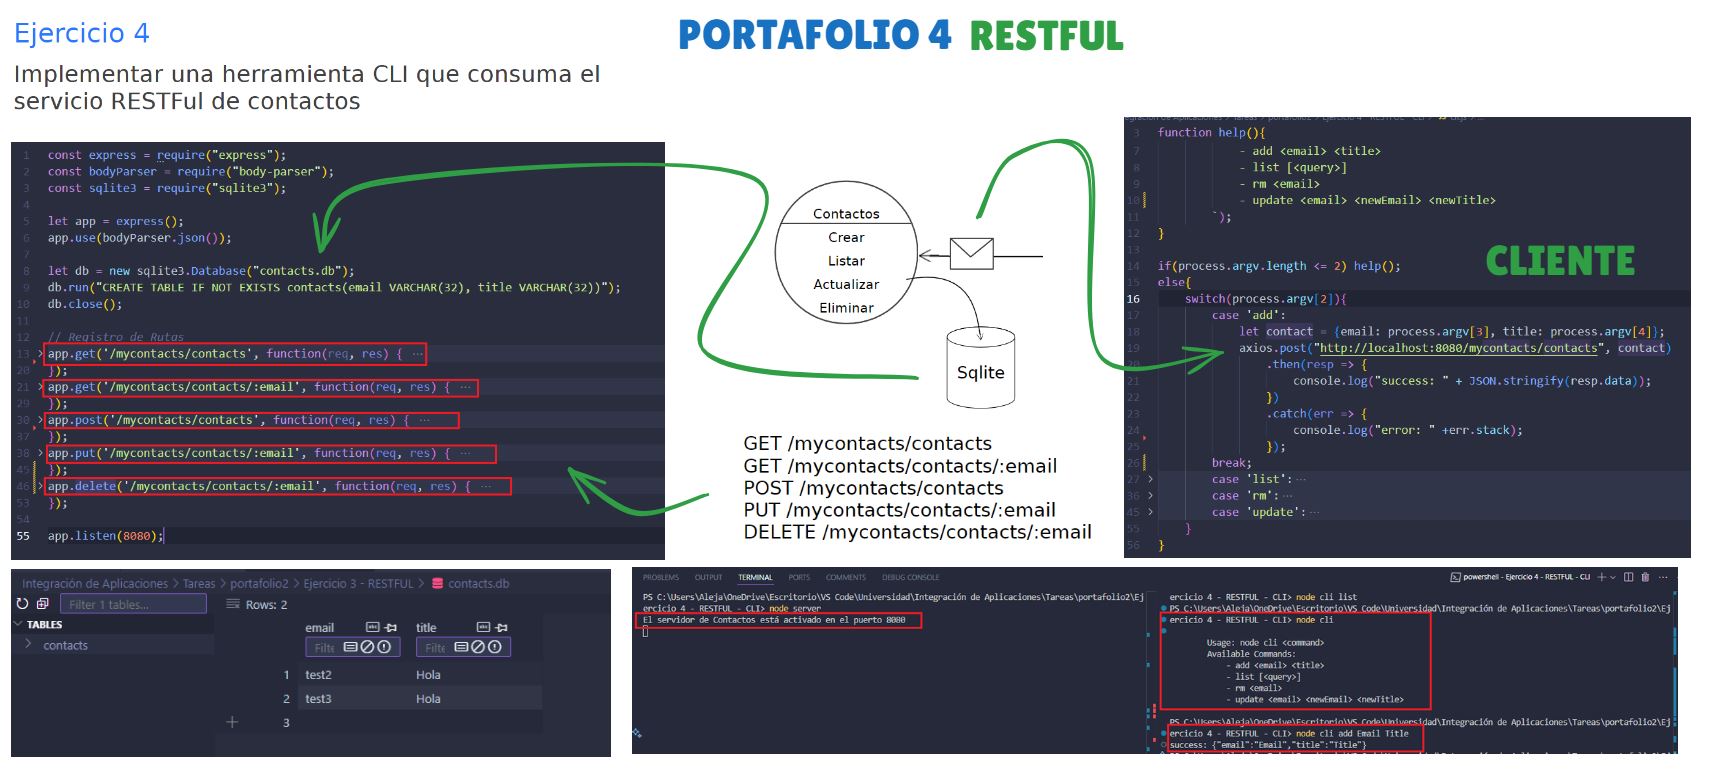 Ejercicio 4
Implementar una herramienta CLI que consuma el
servicio RESTFul de contactos
PORTAFOLIO 4 RESTFUL
1 const express = require("express");
2 const bodyParser = require("body-parser");
3 const sqlite3 = require("sqlite3");
4
5 let app = express();
6 app.use(bodyParser.json());
7
8 let db = new sqlite3.Database("contacts.db");
9 db.run("CREATE TABLE IF NOT EXISTS contacts(email VARCHAR(32), title VARCHAR(32))");
10 db.close();
11
12 // Registro de Rutas
13 app.get('/mycontacts/contacts', function(req, res) { ⋯
20 });
21 app.get('/mycontacts/contacts/:email', function(req, res) { ⋯
29 });
30 app.post('/mycontacts/contacts', function(req, res) { ⋯
37 });
38 app.put('/mycontacts/contacts/:email', function(req, res) { ⋯
45 });
46 app.delete('/mycontacts/contacts/:email', function(req, res) { ⋯
53 });
54
55 app.listen(8080);
Contactos
Crear
Listar
Actualizar
Eliminar
Sqlite
GET /mycontacts/contacts
GET /mycontacts/contacts/:email
POST /mycontacts/contacts
PUT /mycontacts/contacts/:email
DELETE /mycontacts/contacts/:email
CLIENTE
3 function help(){
7 - add <email> <title>
8 - list [<query>]
9 - rm <email>
10 - update <email> <newEmail> <newTitle>
11 `);
12 }
13
14 if(process.argv.length <= 2) help();
15 else{
16 switch(process.argv[2]){
17 case 'add':
18 let contact = {email: process.argv[3], title: process.argv[4]};
19 axios.post("http://localhost:8080/mycontacts/contacts", contact)
20 .then(resp => {
21 console.log("success: " + JSON.stringify(resp.data));
22 })
23 .catch(err => {
24 console.log("error: " +err.stack);
25 });
26 break;
27 case 'list': ⋯
36 case 'rm': ⋯
45 case 'update': ⋯
55 }
56 }
Integración de Aplicaciones > Tareas > portafolio2 > Ejercicio 3 - RESTFUL > contacts.db
Filter 1 tables...
Rows: 2
TABLES
contacts
email title
Filte Filte
1 test2 Hola
2 test3 Hola
3
PROBLEMS OUTPUT TERMINAL PORTS COMMENTS DEBUG CONSOLE
powershell - Ejercicio 4 - RESTFUL - CLI
PS C:\Users\Aleja\OneDrive\Escritorio\VS Code\Universidad\Integración de Aplicaciones\Tareas\portafolio2\Ej
ercicio 4 - RESTFUL - CLI> node server
El servidor de Contactos está activado en el puerto 8080
ercicio 4 - RESTFUL - CLI> node cli list
PS C:\Users\Aleja\OneDrive\Escritorio\VS Code\Universidad\Integración de Aplicaciones\Tareas\portafolio2\Ej
ercicio 4 - RESTFUL - CLI> node cli
Usage: node cli <command>
Available Commands:
- add <email> <title>
- list [<query>]
- rm <email>
- update <email> <newEmail> <newTitle>
PS C:\Users\Aleja\OneDrive\Escritorio\VS Code\Universidad\Integración de Aplicaciones\Tareas\portafolio2\Ej
ercicio 4 - RESTFUL - CLI> node cli add Email Title
success: {"email":"Email","title":"Title"}